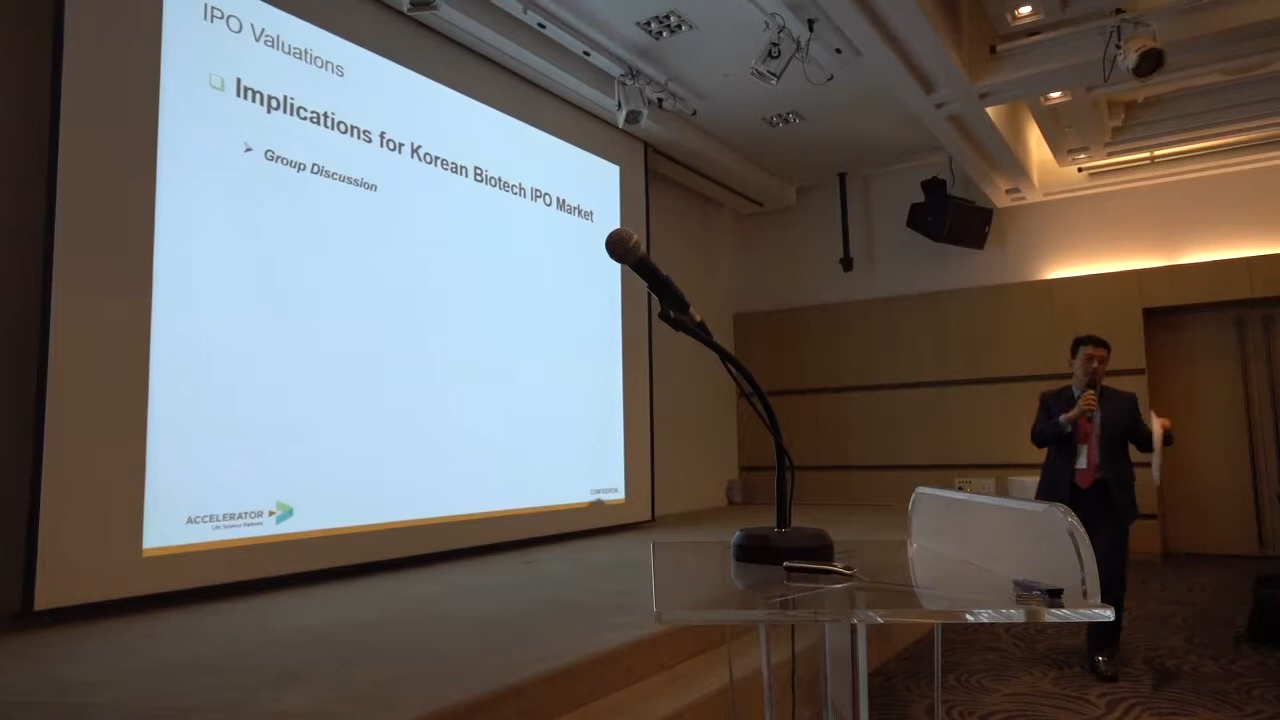 IPO Valuations
Implications for Korean Biotech IPO Market
Group Discussion
CONFIDENTIAL
ACCELERATOR
Life Science Partners